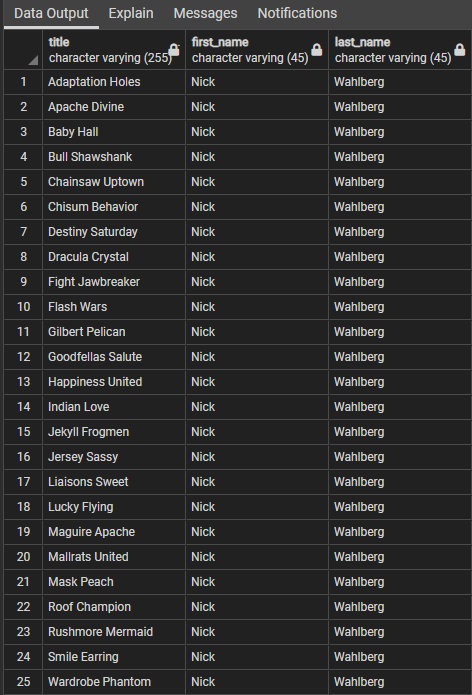 Data Output Explain Messages Notifications
title first_name last_name
character varying (255) character varying (45) character varying (45)
1 Adaptation Holes Nick Wahlberg
2 Apache Divine Nick Wahlberg
3 Baby Hall Nick Wahlberg
4 Bull Shawshank Nick Wahlberg
5 Chainsaw Uptown Nick Wahlberg
6 Chisum Behavior Nick Wahlberg
7 Destiny Saturday Nick Wahlberg
8 Dracula Crystal Nick Wahlberg
9 Fight Jawbreaker Nick Wahlberg
10 Flash Wars Nick Wahlberg
11 Gilbert Pelican Nick Wahlberg
12 Goodfellas Salute Nick Wahlberg
13 Happiness United Nick Wahlberg
14 Indian Love Nick Wahlberg
15 Jekyll Frogmen Nick Wahlberg
16 Jersey Sassy Nick Wahlberg
17 Liaisons Sweet Nick Wahlberg
18 Lucky Flying Nick Wahlberg
19 Maguire Apache Nick Wahlberg
20 Mallrats United Nick Wahlberg
21 Mask Peach Nick Wahlberg
22 Roof Champion Nick Wahlberg
23 Rushmore Mermaid Nick Wahlberg
24 Smile Earring Nick Wahlberg
25 Wardrobe Phantom Nick Wahlberg